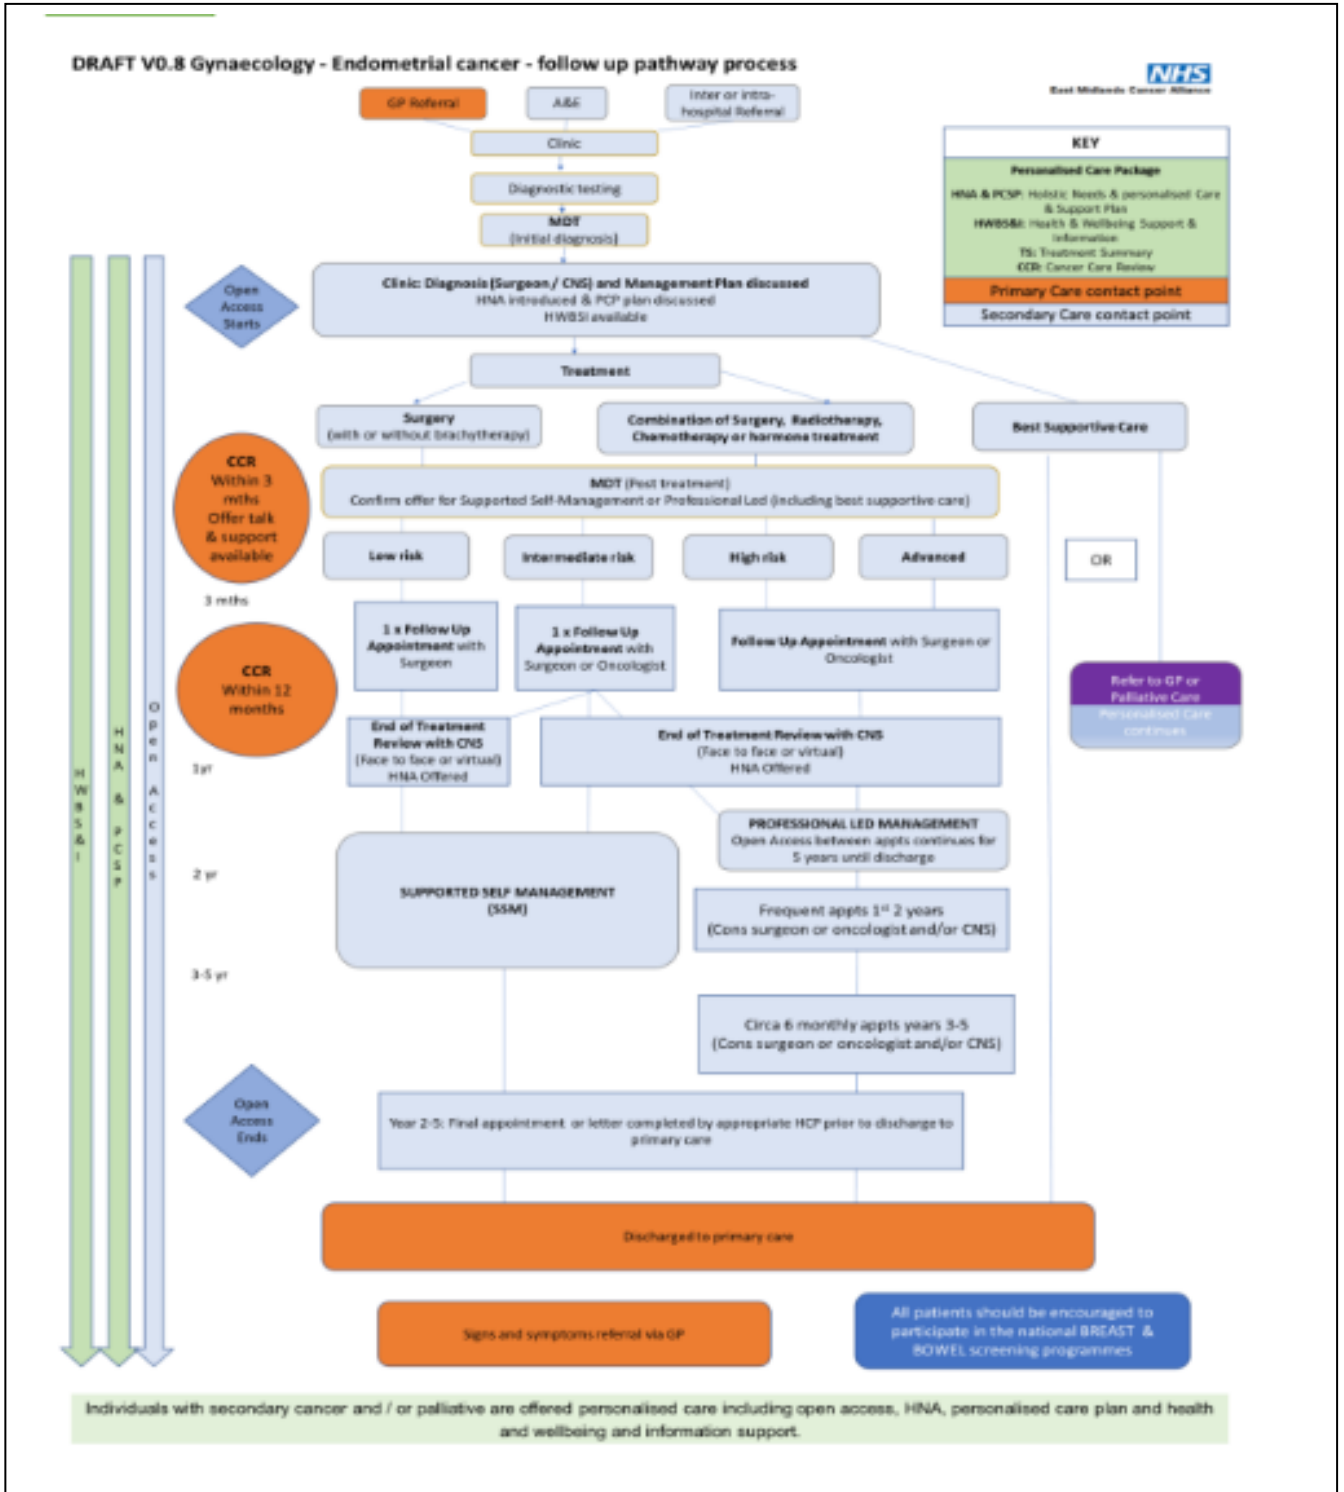 DRAFT V0.8 Gynaecology - Endometrial cancer - follow up pathway process
NHS
East Midlands Cancer Alliance
GP Referral
A&E
Inter or intra-
hospital Referral
Clinic
Diagnostic testing
MDT
(Initial diagnosis)
KEY
Personalised Care Package
HNA & PCSP: Holistic Needs & personalised Care
& Support Plan
HWBS&I: Health & Wellbeing Support &
Information
TS: Treatment Summary
CCR: Cancer Care Review
Primary Care contact point
Secondary Care contact point
Open
Access
Starts
Clinic: Diagnosis (Surgeon / CNS) and Management Plan discussed
HNA introduced & PCP plan discussed
HWBSI available
Treatment
Surgery
(with or without brachytherapy)
Combination of Surgery, Radiotherapy,
Chemotherapy or hormone treatment
Best Supportive Care
CCR
Within 3
mths
Offer talk
& support
available
MDT (Post treatment)
Confirm offer for Supported Self-Management or Professional Led (including best supportive care)
Low risk
Intermediate risk
High risk
Advanced
OR
3 mths
1 x Follow Up
Appointment with
Surgeon
1 x Follow Up
Appointment with
Surgeon or Oncologist
Follow Up Appointment with Surgeon or
Oncologist
CCR
Within 12
months
Refer to GP or
Palliative Care
Personalised Care
continues
End of Treatment
Review with CNS
(Face to face or virtual)
HNA Offered
End of Treatment Review with CNS
(Face to face or virtual)
HNA Offered
1yr
HWBS&I
HNA & PCSP
Open Access
PROFESSIONAL LED MANAGEMENT
Open Access between appts continues for
5 years until discharge
2 yr
SUPPORTED SELF MANAGEMENT
(SSM)
Frequent appts 1st 2 years
(Cons surgeon or oncologist and/or CNS)
3-5 yr
Circa 6 monthly appts years 3-5
(Cons surgeon or oncologist and/or CNS)
Open
Access
Ends
Year 2-5: Final appointment or letter completed by appropriate HCP prior to discharge to
primary care
Discharged to primary care
Signs and symptoms referral via GP
All patients should be encouraged to
participate in the national BREAST &
BOWEL screening programmes
Individuals with secondary cancer and / or palliative are offered personalised care including open access, HNA, personalised care plan and health
and wellbeing and information support.